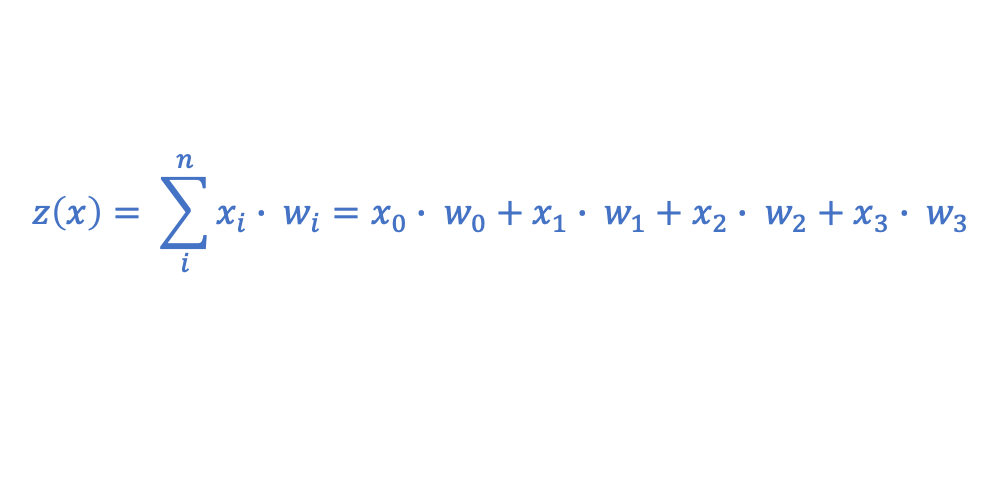 z(x) = ∑ᵢⁿ xᵢ · wᵢ = x₀ · w₀ + x₁ · w₁ + x₂ · w₂ + x₃ · w₃